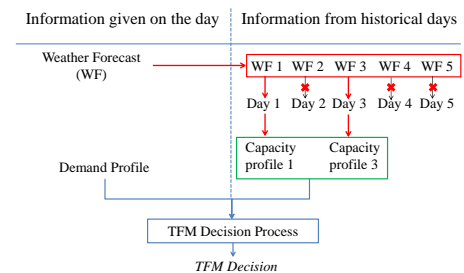 Information given on the day
Information from historical days
Weather Forecast
(WF)
WF 1 WF 2 WF 3 WF 4 WF 5
Day 1 Day 2 Day 3 Day 4 Day 5
Capacity
profile 1
Capacity
profile 3
Demand Profile
TFM Decision Process
TFM Decision